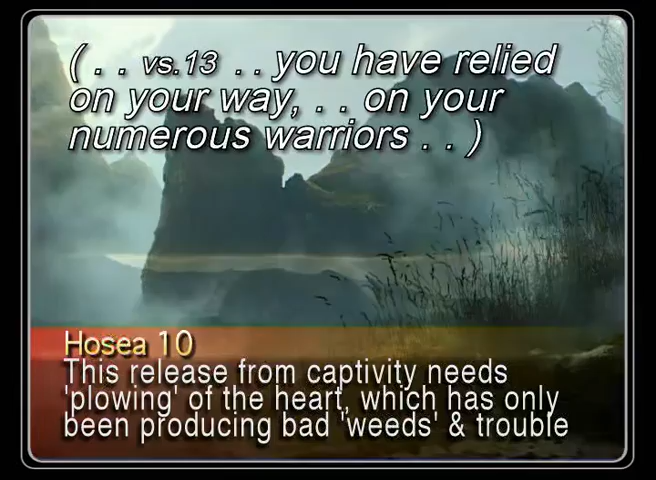 ( . . vs.13 . . you have relied
on your way, . . on your
numerous warriors . . )
Hosea 10
This release from captivity needs
'plowing' of the heart, which has only
been producing bad 'weeds' & trouble